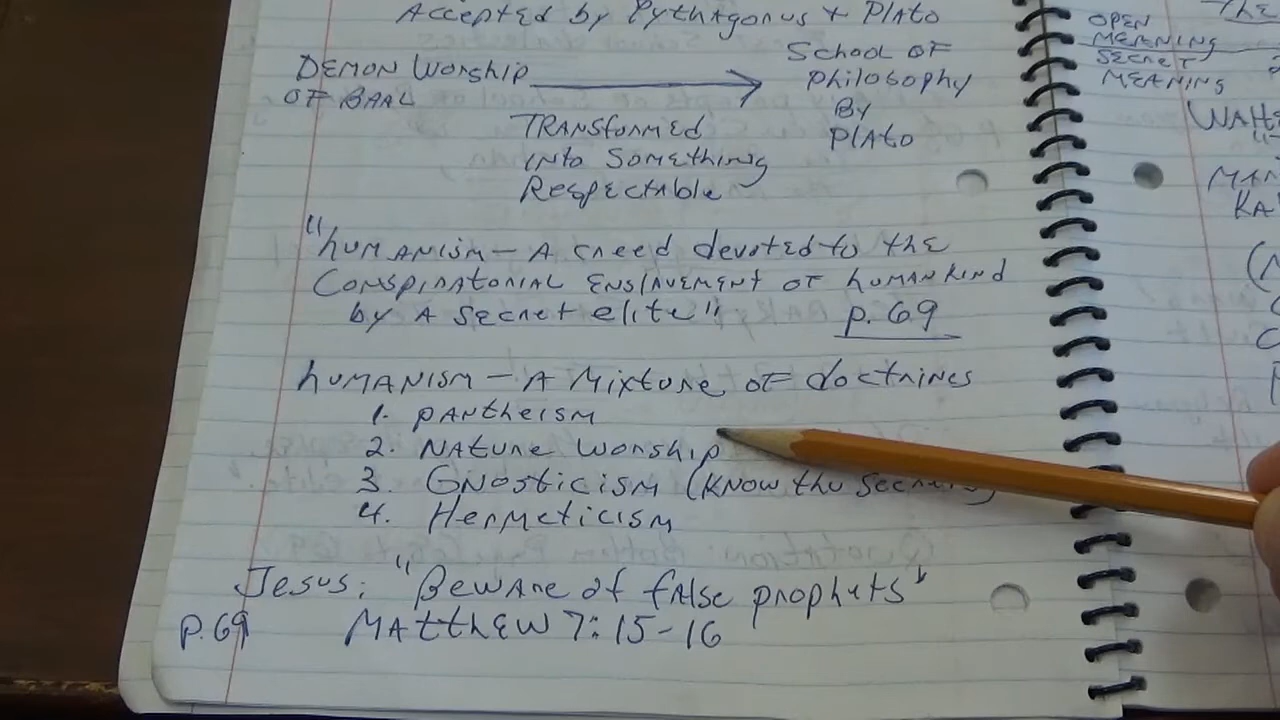 Accepted by Pythagorus + Plato
DEMON WORSHIP
OF BAAL
School OF
philosophy
By
Plato
TRANSFORMED
INTO SOMETHING
Respectable
"humanism - A creed devoted to the
Conspiratorial enslavement of humankind
by A secret elite" p. 69
humanism - A Mixture of doctrines
1. pantheism
2. Nature Worship
3. Gnosticism (Know the
4. Hermeticism
Jesus: "Beware of false prophets"
p. 69 MATTHEW 7:15-16
OPEN
MEANING
SECRET
MEANING